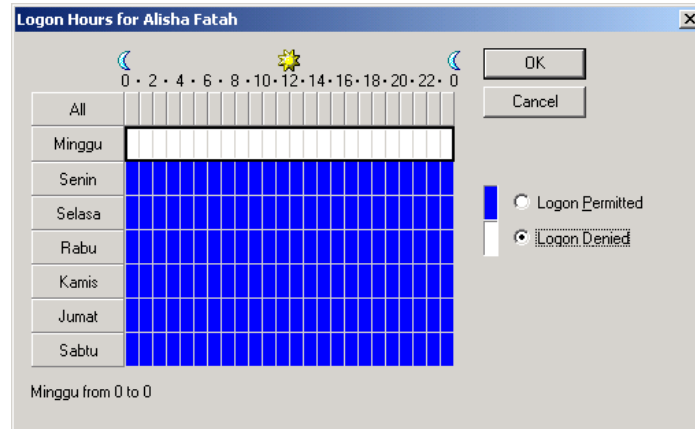 Logon Hours for Alisha Fatah
0 · 2 · 4 · 6 · 8 · 10 · 12 · 14 · 16 · 18 · 20 · 22 · 0
OK
Cancel
All
Minggu
Senin
Selasa
Rabu
Kamis
Jumat
Sabtu
Logon Permitted
Logon Denied
Minggu from 0 to 0